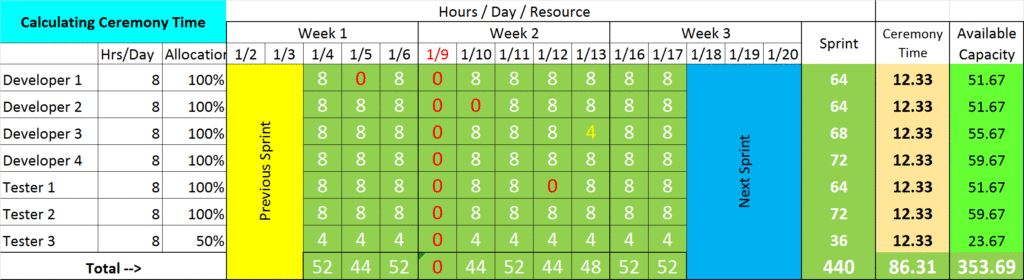 Calculating Ceremony Time
Hours / Day / Resource
Sprint
Ceremony Time
Available Capacity
Week 1
Week 2
Week 3
Hrs/Day Allocation 1/2 1/3 1/4 1/5 1/6 1/9 1/10 1/11 1/12 1/13 1/16 1/17 1/18 1/19 1/20
Previous Sprint
Next Sprint
Developer 1 8 100% 8 0 8 0 8 8 8 8 8 8 64 12.33 51.67
Developer 2 8 100% 8 8 8 0 0 8 8 8 8 8 64 12.33 51.67
Developer 3 8 100% 8 8 8 0 8 8 8 4 8 8 68 12.33 55.67
Developer 4 8 100% 8 8 8 0 8 8 8 8 8 8 72 12.33 59.67
Tester 1 8 100% 8 8 8 0 8 8 0 8 8 8 64 12.33 51.67
Tester 2 8 100% 8 8 8 0 8 8 8 8 8 8 72 12.33 59.67
Tester 3 8 50% 4 4 4 0 4 4 4 4 4 4 36 12.33 23.67
Total --> 52 44 52 0 44 52 44 48 52 52 440 86.31 353.69